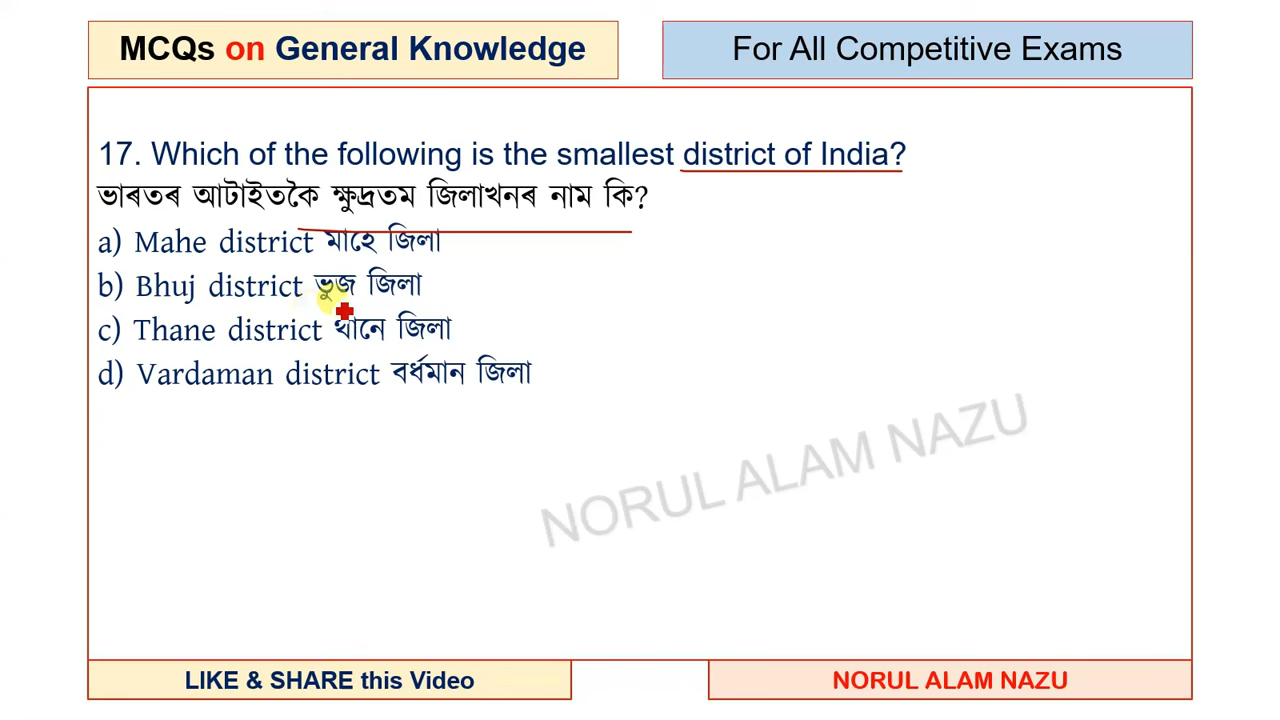 MCQs on General Knowledge
For All Competitive Exams
17. Which of the following is the smallest district of India?
ভাৰতৰ আটাইতকৈ ক্ষুদ্ৰতম জিলাখনৰ নাম কি?
a) Mahe district মাহে জিলা
b) Bhuj district ভুজ জিলা
c) Thane district থানে জিলা
d) Vardaman district বৰ্ধমান জিলা
NORUL ALAM NAZU
LIKE & SHARE this Video
NORUL ALAM NAZU